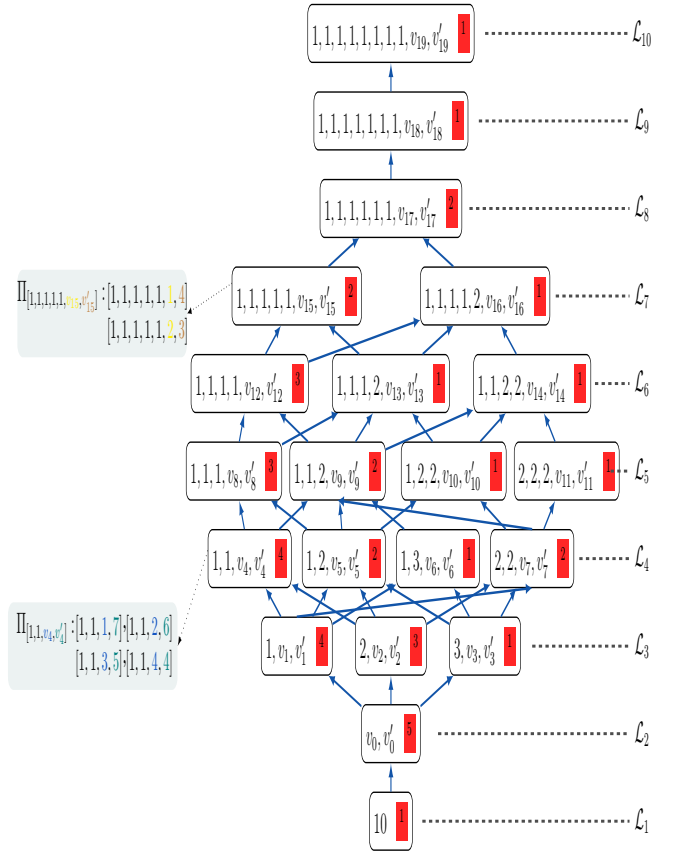 1, 1, 1, 1, 1, 1, 1, 1, v₁₉, v′₁₉ 1 ℒ₁₀
1, 1, 1, 1, 1, 1, 1, v₁₈, v′₁₈ 1 ℒ₉
1, 1, 1, 1, 1, 1, v₁₇, v′₁₇ 2 ℒ₈
Π[1,1,1,1,1,v₁₅,v′₁₅] : [1, 1, 1, 1, 1, 1, 4]
[1, 1, 1, 1, 1, 2, 3]
1, 1, 1, 1, 1, v₁₅, v′₁₅ 2 1, 1, 1, 1, 2, v₁₆, v′₁₆ 1 ℒ₇
1, 1, 1, 1, v₁₂, v′₁₂ 3 1, 1, 1, 2, v₁₃, v′₁₃ 1 1, 1, 2, 2, v₁₄, v′₁₄ 1 ℒ₆
1, 1, 1, v₈, v′₈ 3 1, 1, 2, v₉, v′₉ 2 1, 2, 2, v₁₀, v′₁₀ 1 2, 2, 2, v₁₁, v′₁₁ 1 ℒ₅
1, 1, v₄, v′₄ 4 1, 2, v₅, v′₅ 2 1, 3, v₆, v′₆ 1 2, 2, v₇, v′₇ 2 ℒ₄
Π[1,1,v₄,v′₄] : [1, 1, 1, 7],[1, 1, 2, 6]
[1, 1, 3, 5],[1, 1, 4, 4]
1, v₁, v′₁ 4 2, v₂, v′₂ 3 3, v₃, v′₃ 1 ℒ₃
v₀, v′₀ 5 ℒ₂
10 1 ℒ₁